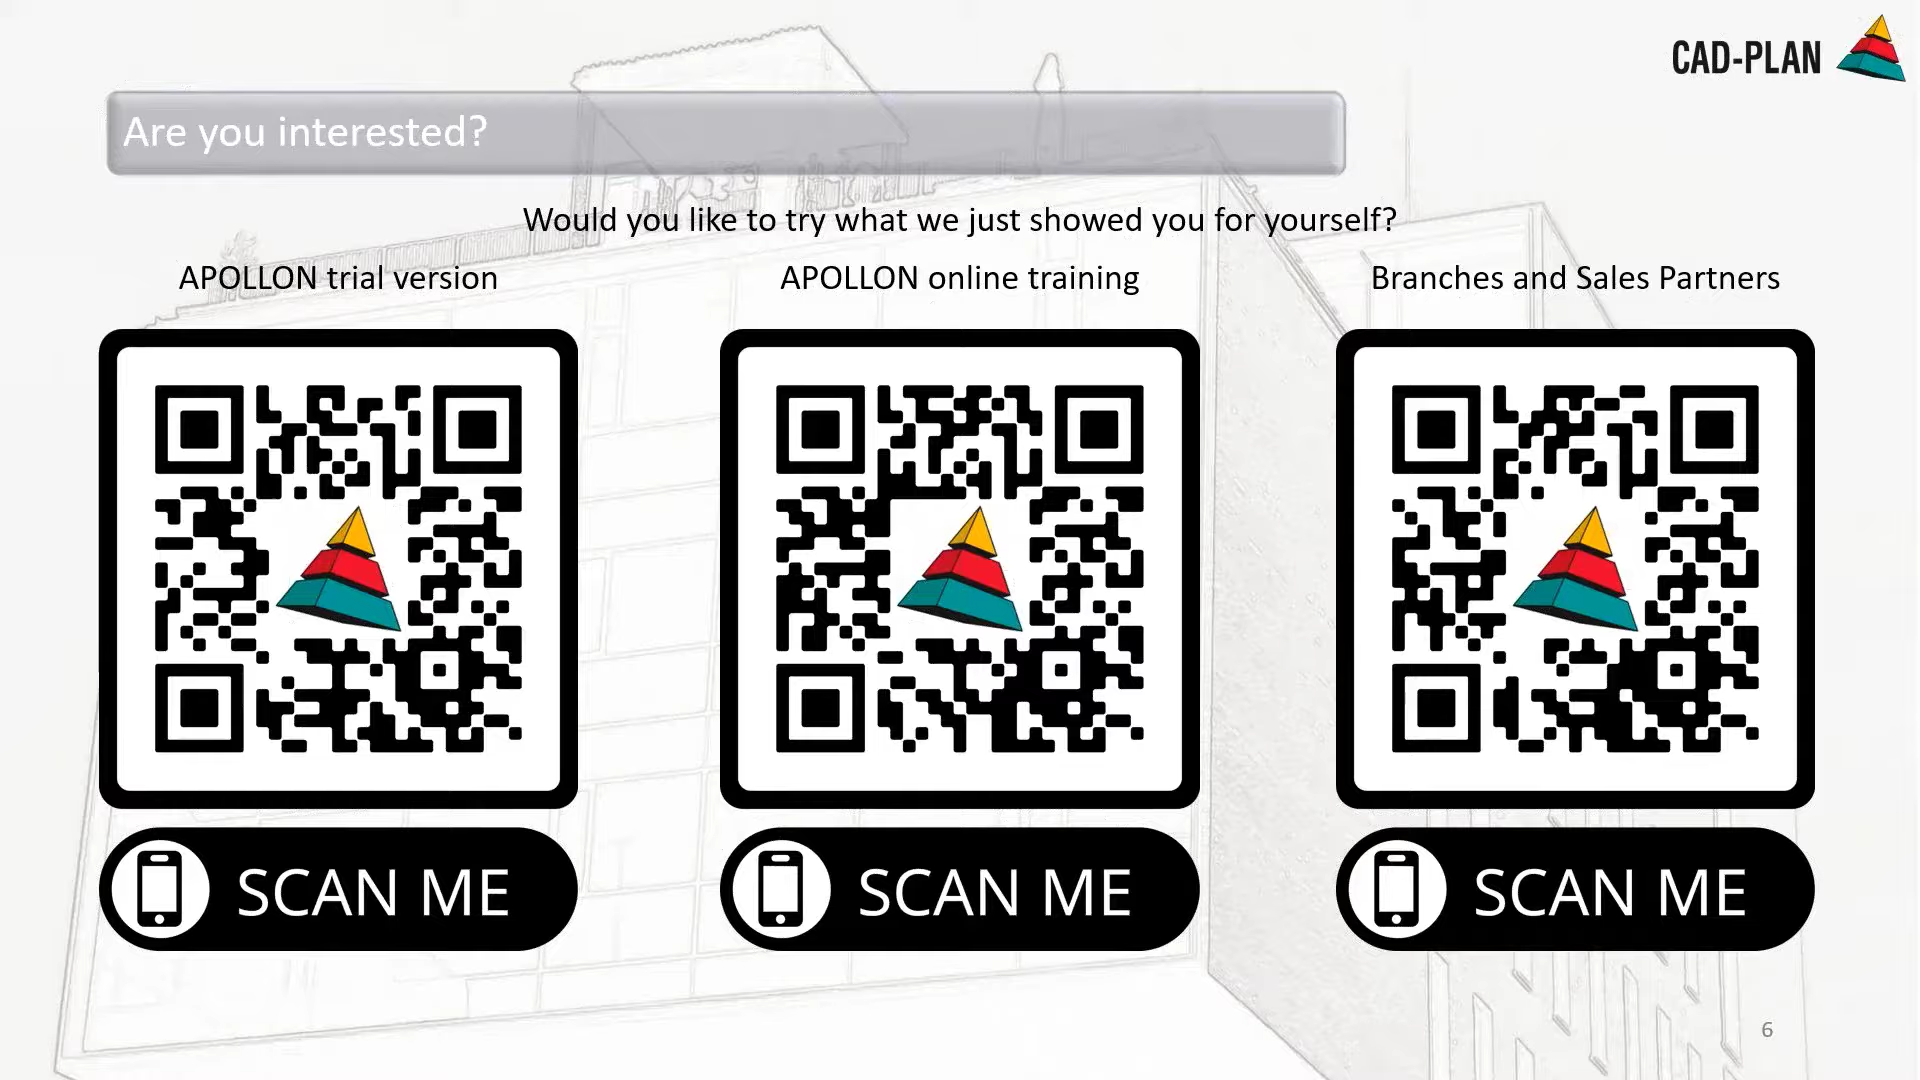 CAD-PLAN
Are you interested?
Would you like to try what we just showed you for yourself?
APOLLON trial version
APOLLON online training
Branches and Sales Partners
SCAN ME
SCAN ME
SCAN ME
6